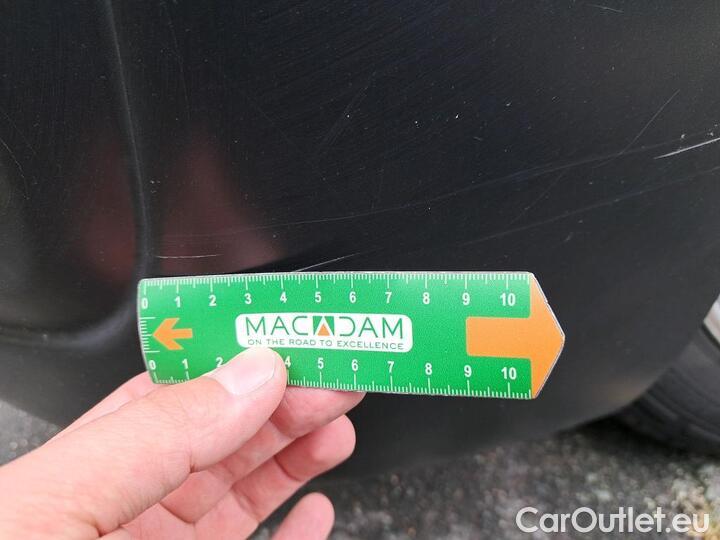 0 1 2 3 4 5 6 7 8 9 10
MACADAM
ON THE ROAD TO EXCELLENCE
0 1 2 4 5 6 7 8 9 10
CarOutlet.eu